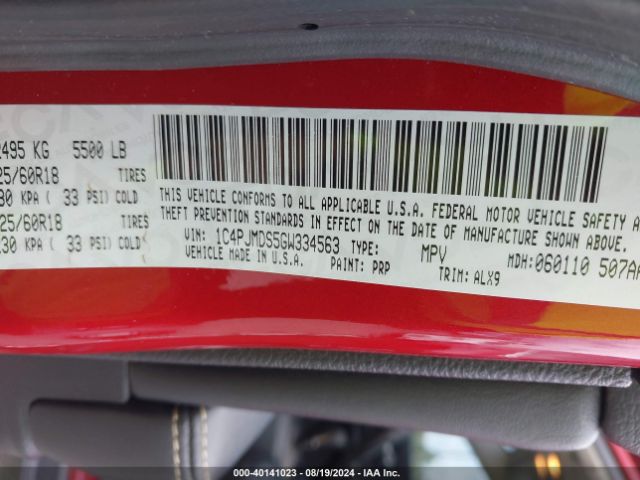 2495 KG 5500 LB
25/60R18 TIRES
30 KPA ( 33 PSI) COLD
25/60R18 TIRES
230 KPA ( 33 PSI) COLD
THIS VEHICLE CONFORMS TO ALL APPLICABLE U.S.A. FEDERAL MOTOR VEHICLE SAFETY A
THEFT PREVENTION STANDARDS IN EFFECT ON THE DATE OF MANUFACTURE SHOWN ABOVE.
VIN: 1C4PJMDS5GW334563 TYPE: MPV MDH:060110 507A
VEHICLE MADE IN U.S.A. PAINT: PRP TRIM: ALX9
000-40141023 - 08/19/2024 - IAA Inc.